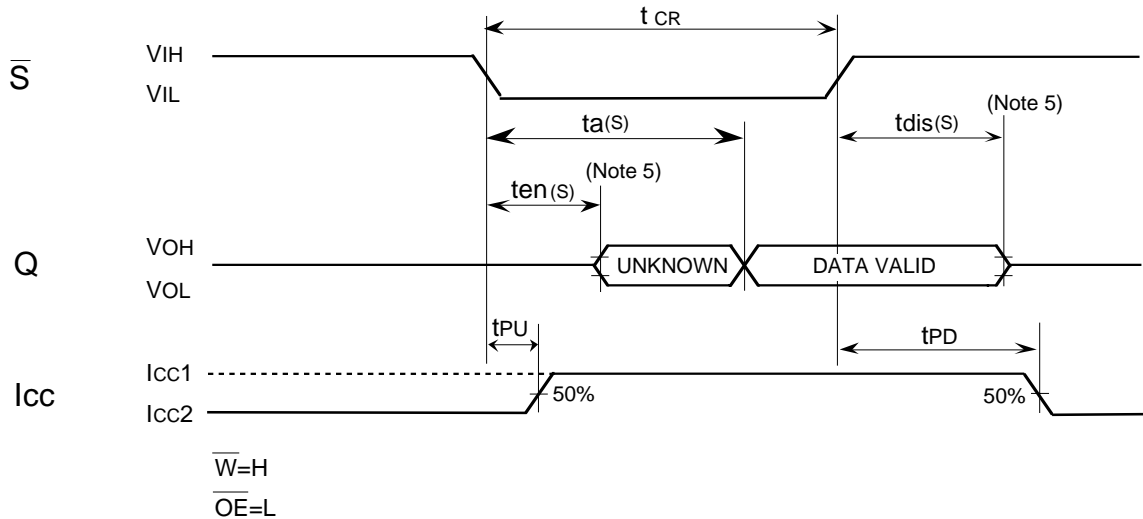 t CR
S
VIH
VIL
ta(S)
tdis(S)
(Note 5)
(Note 5)
ten (S)
Q
VOH
VOL
UNKNOWN
DATA VALID
tPU
tPD
Icc
Icc1
Icc2
50%
50%
W=H
OE=L